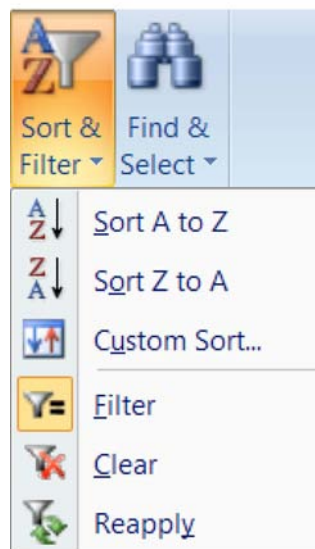 Sort &
Filter
Find &
Select
Sort A to Z
Sort Z to A
Custom Sort...
Filter
Clear
Reapply